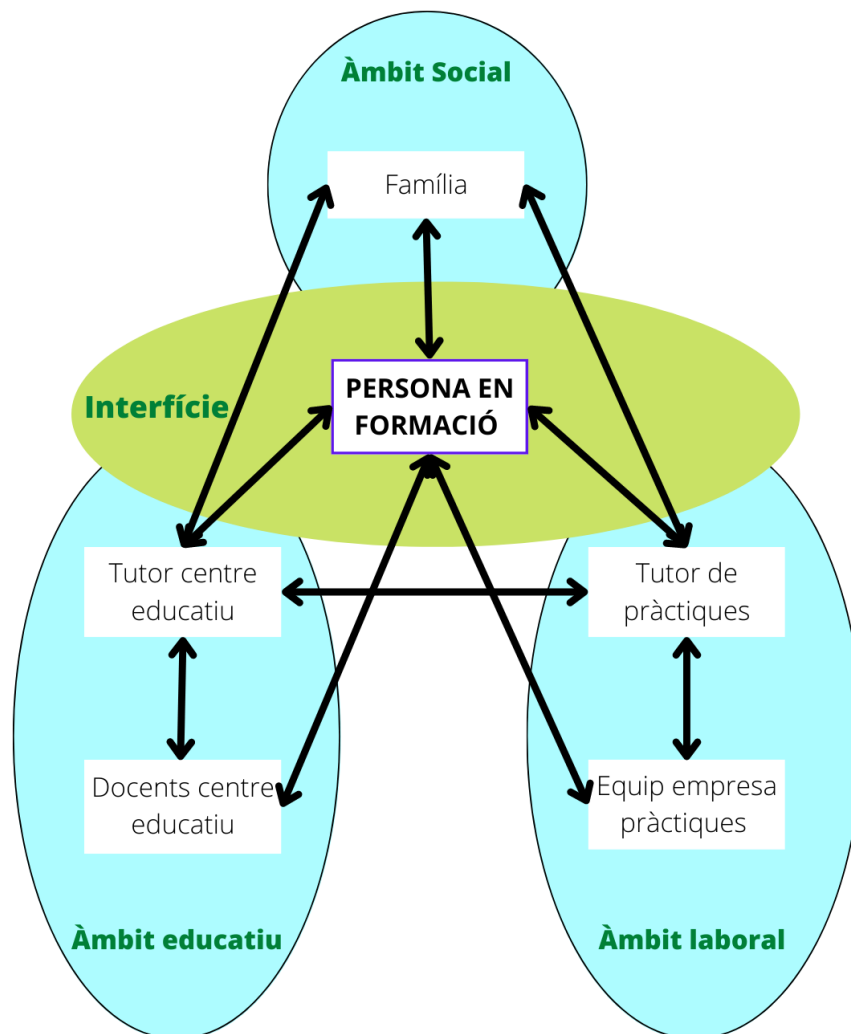 Àmbit Social
Família
Interfície
PERSONA EN
FORMACIÓ
Tutor centre
educatiu
Tutor de
pràctiques
Docents centre
educatiu
Equip empresa
pràctiques
Àmbit educatiu
Àmbit laboral